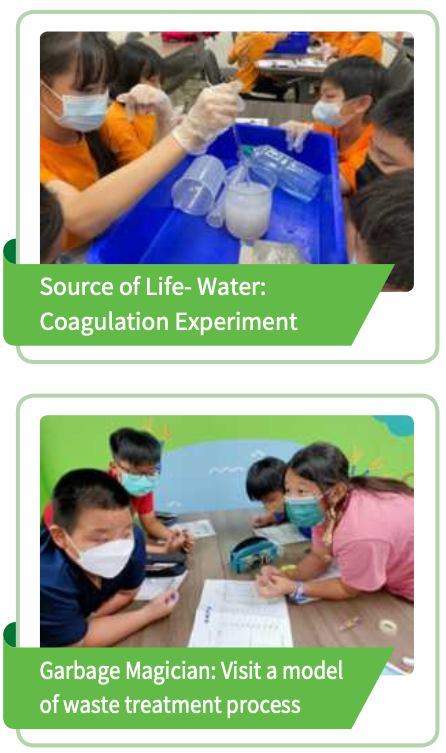 Source of Life- Water:
Coagulation Experiment
Garbage Magician: Visit a model
of waste treatment process